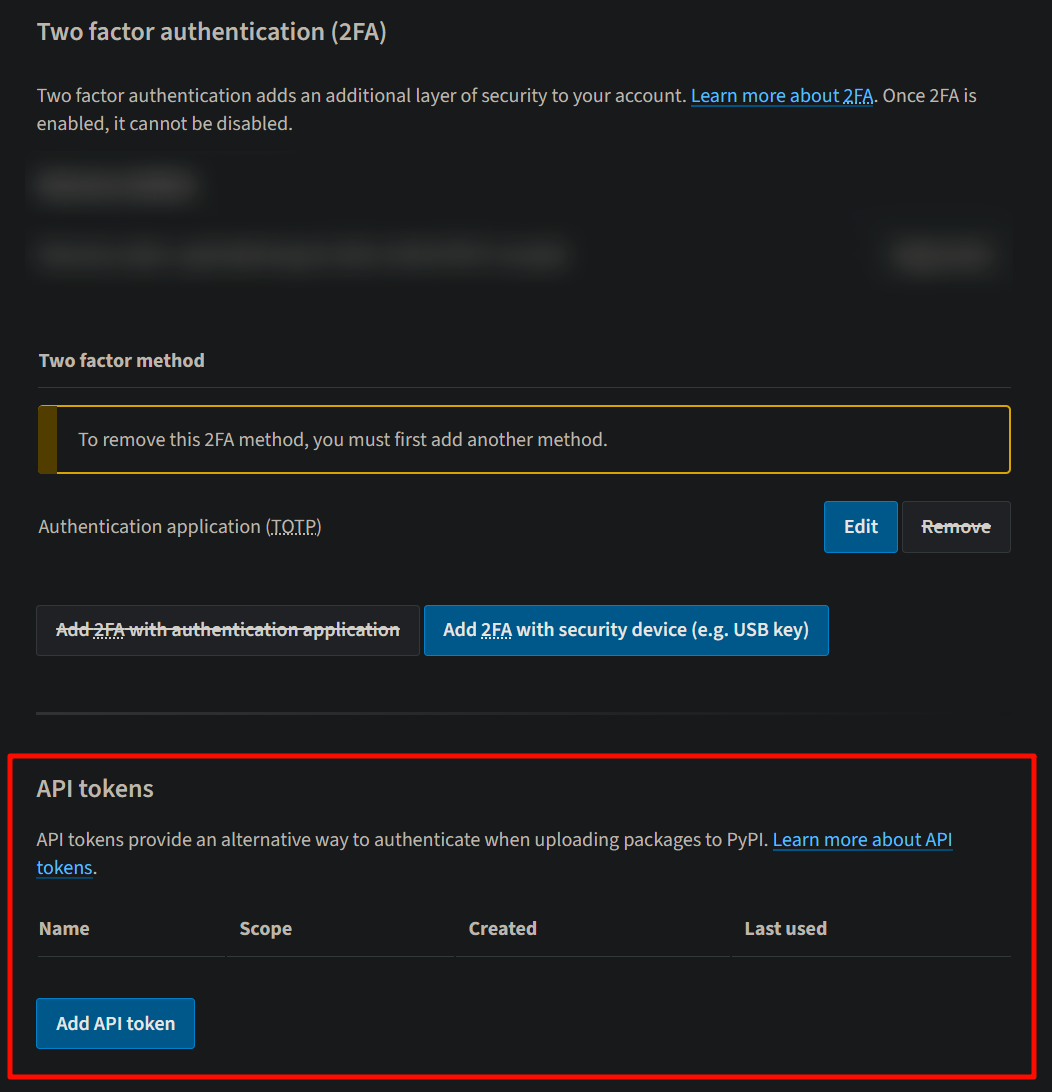 Two factor authentication (2FA)
Two factor authentication adds an additional layer of security to your account. Learn more about 2FA. Once 2FA is
enabled, it cannot be disabled.
Two factor method
To remove this 2FA method, you must first add another method.
Authentication application (TOTP)
Edit
Remove
Add 2FA with authentication application
Add 2FA with security device (e.g. USB key)
API tokens
API tokens provide an alternative way to authenticate when uploading packages to PyPI. Learn more about API
tokens.
Name Scope Created Last used
Add API token